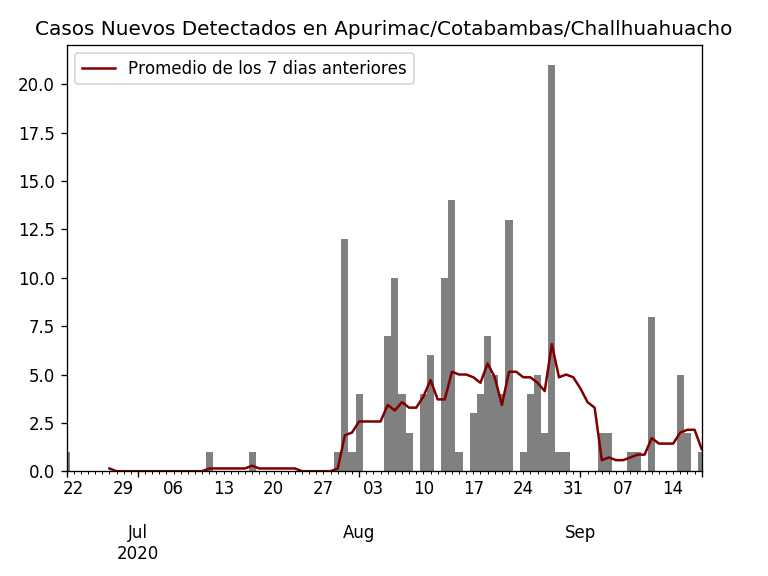 Casos Nuevos Detectados en Apurimac/Cotabambas/Challhuahuacho
Promedio de los 7 dias anteriores
20.0
17.5
15.0
12.5
10.0
7.5
5.0
2.5
0.0
22 29 06 13 20 27 03 10 17 24 31 07 14
Jul Aug Sep
2020